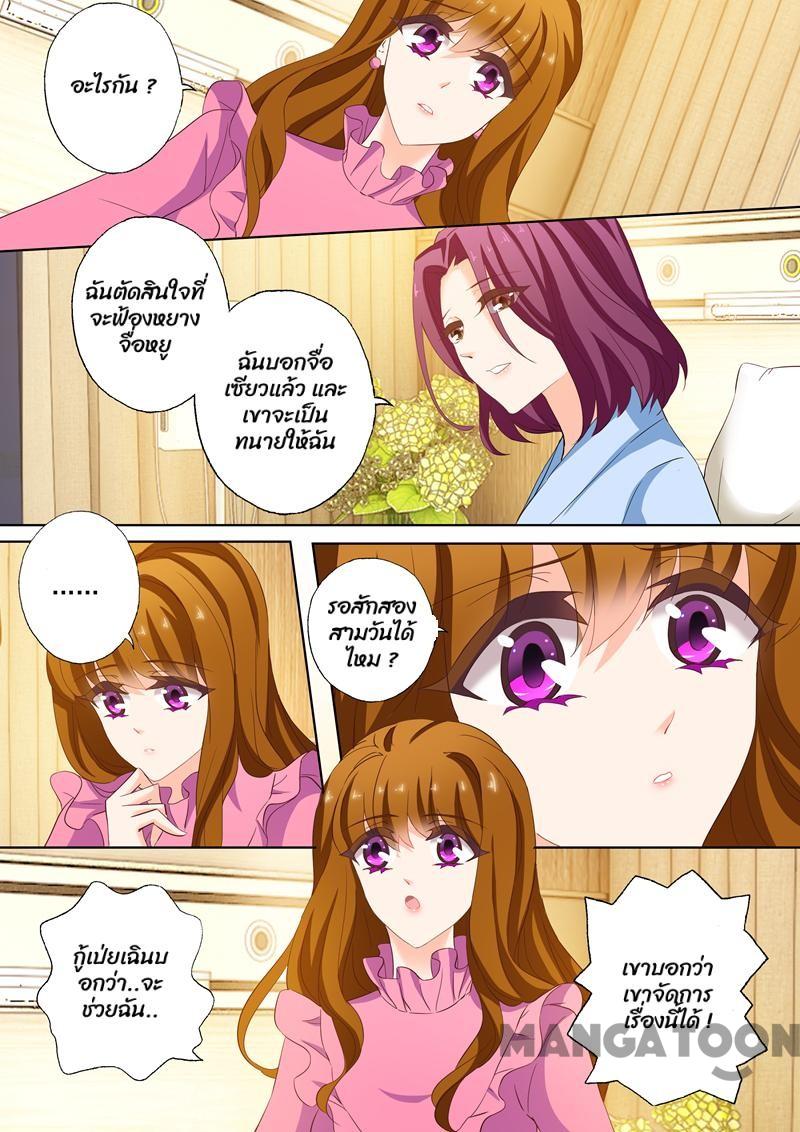 อะไรกัน ?
ฉันตัดสินใจที่
จะฟ้องหยาง
จื่อหยู
ฉันบอกจื่อ
เซียวแล้ว และ
เขาจะเป็น
ทนายให้ฉัน
......
รอสักสอง
สามวันได้
ไหม ?
กู้เป่ยเฉินบ
อกว่า..จะ
ช่วยฉัน..
เขาบอกว่า
เขาจัดการ
เรื่องนี้ได้ !
MANGATOON